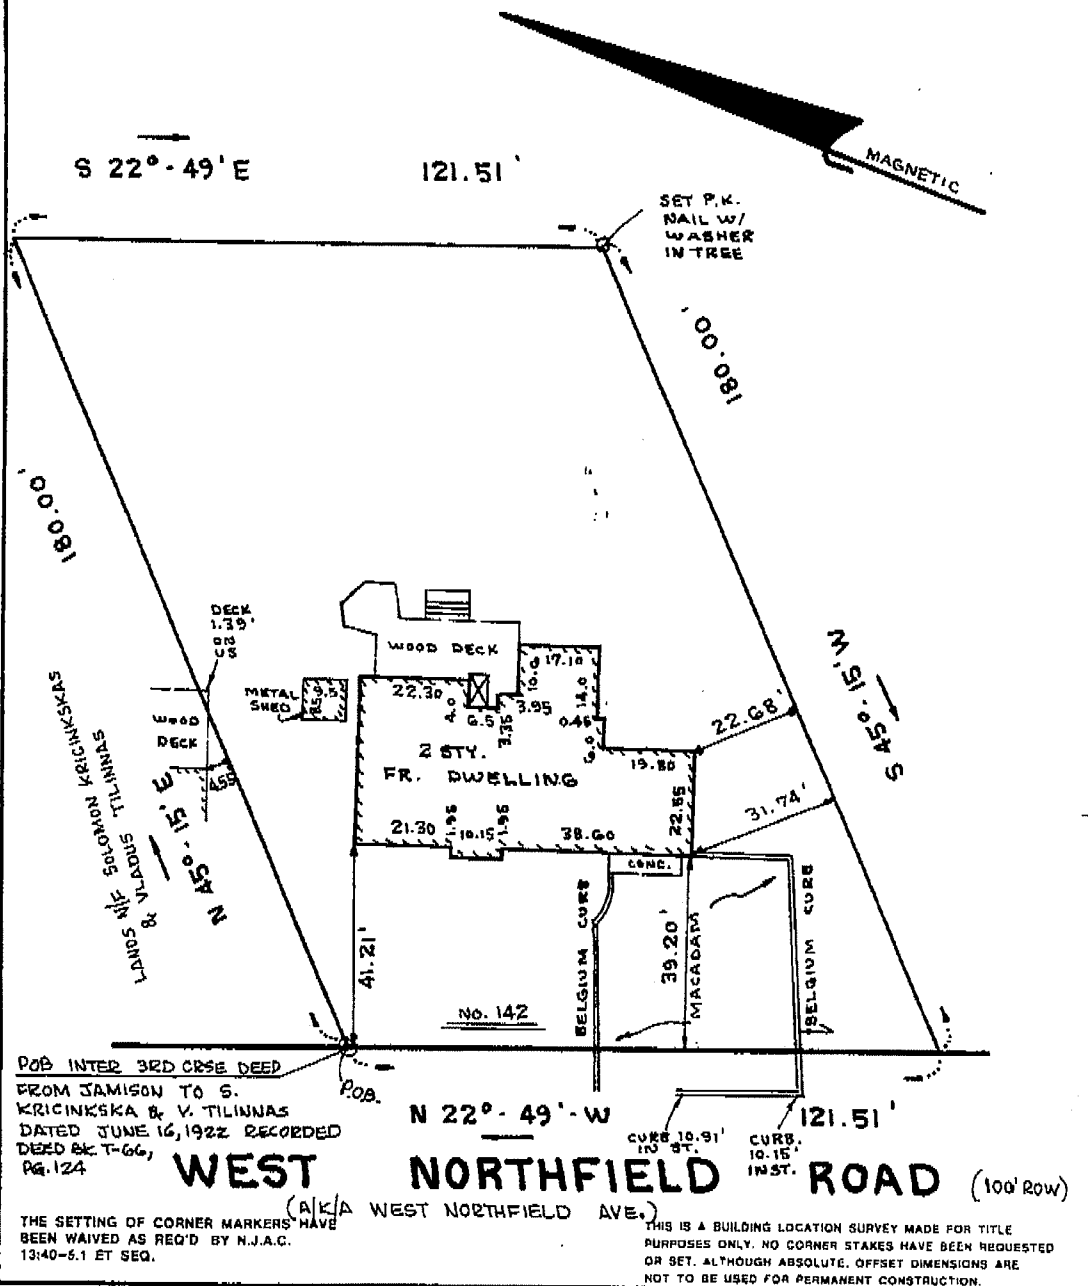 MAGNETIC
S 22°-49'E 121.51'
SET P.K.
NAIL W/
WASHER
IN TREE
180.00'
180.00'
DECK
1.39'
ON
US
WOOD DECK
17.10
10.0
14.0
METAL
SHED
9.5
8.5
22.30
4.0
6.5
3.35
3.95
0.45
6.0
22.68'
S 45°-15'W
WOOD
DECK
4.55
2 STY.
FR. DWELLING
19.80
22.55
31.74'
21.30
1.95
10.15
1.95
38.60
CONC.
N 45°-15' E
LANDS N/F SOLOMON KRICINKSKAS
& VLADUS TILINNAS
41.21'
BELGIUM CURB
39.20'
MACADAM
BELGIUM CURB
NO. 142
POB INTER 3RD CRSE DEED
FROM JAMISON TO S.
KRICINKSKA & V. TILINNAS
DATED JUNE 16, 1922 RECORDED
DEED BK. T-66,
PG. 124
P.O.B.
N 22°-49'-W
121.51'
CURB 10.91'
IN ST.
CURB.
10.15'
IN ST.
WEST NORTHFIELD ROAD (100' ROW)
(A/K/A WEST NORTHFIELD AVE.)
THE SETTING OF CORNER MARKERS HAVE
BEEN WAIVED AS REQ'D BY N.J.A.C.
13:40-5.1 ET SEQ.
THIS IS A BUILDING LOCATION SURVEY MADE FOR TITLE
PURPOSES ONLY. NO CORNER STAKES HAVE BEEN REQUESTED
OR SET. ALTHOUGH ABSOLUTE, OFFSET DIMENSIONS ARE
NOT TO BE USED FOR PERMANENT CONSTRUCTION.